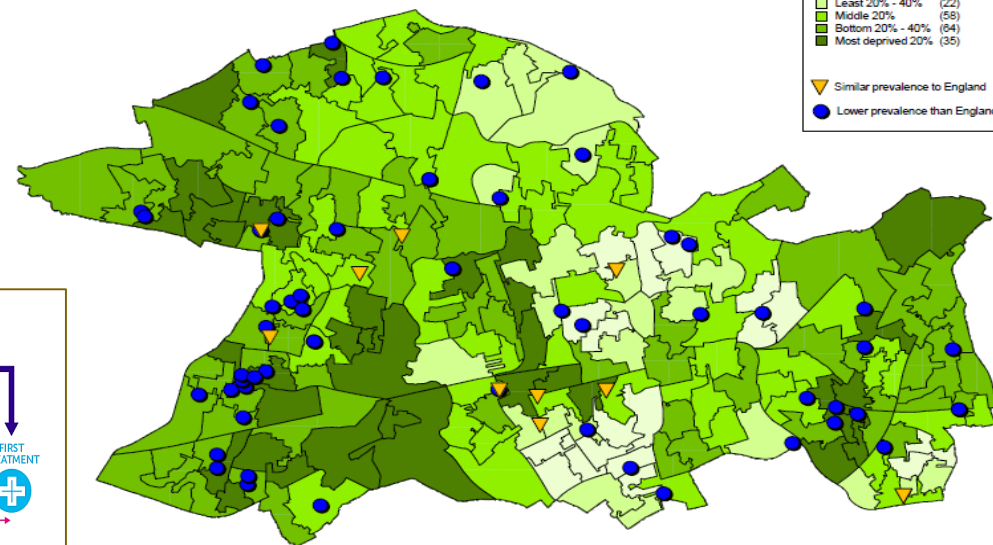 Least 20% - 40% (22)
Middle 20% (58)
Bottom 20% - 40% (64)
Most deprived 20% (35)
Similar prevalence to England
Lower prevalence than England
FIRST
EATMENT